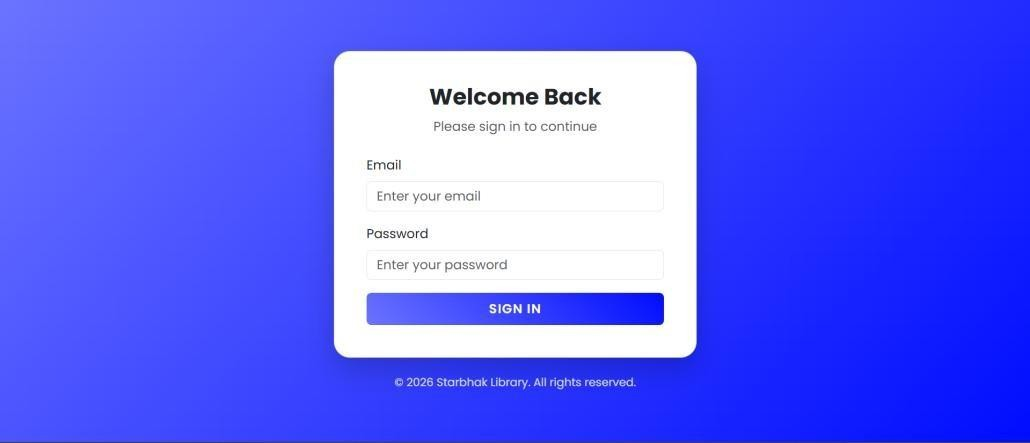 Welcome Back
Please sign in to continue
Email
Enter your email
Password
Enter your password
SIGN IN
© 2026 Starbhak Library. All rights reserved.